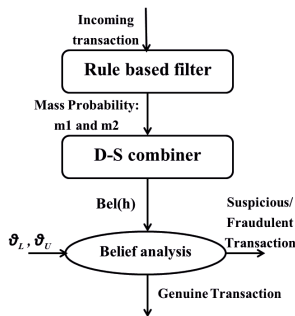 Incoming
transaction
Rule based filter
Mass Probability:
m1 and m2
D-S combiner
Bel(h)
Suspicious/
Fraudulent
Transaction
ϑL , ϑU
Belief analysis
Genuine Transaction